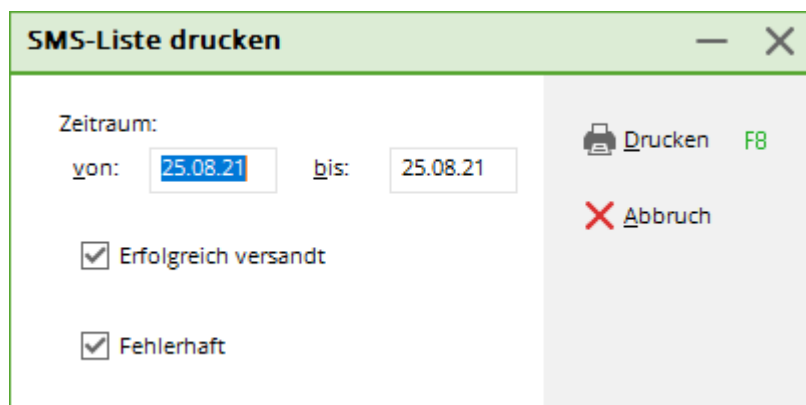 SMS-Liste drucken
Zeitraum:
von: 25.08.21 bis: 25.08.21
Erfolgreich versandt
Fehlerhaft
Drucken F8
Abbruch